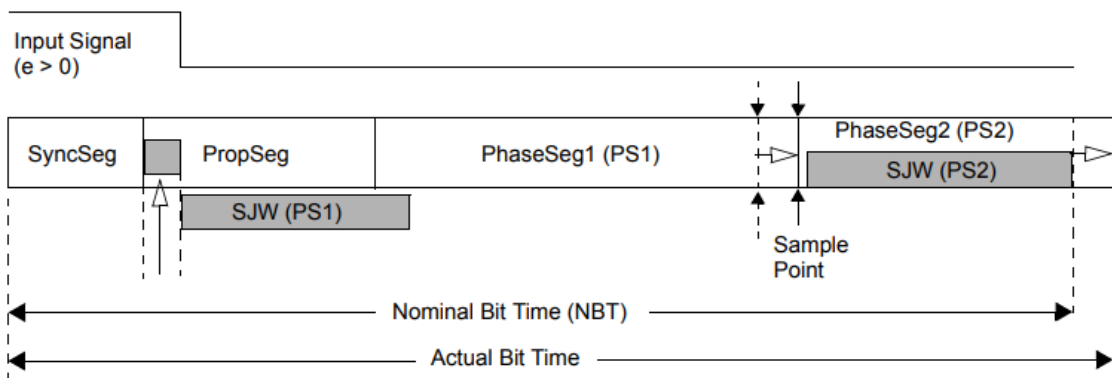 Input Signal
(e > 0)
SyncSeg
PropSeg
PhaseSeg1 (PS1)
PhaseSeg2 (PS2)
SJW (PS2)
SJW (PS1)
Sample
Point
Nominal Bit Time (NBT)
Actual Bit Time